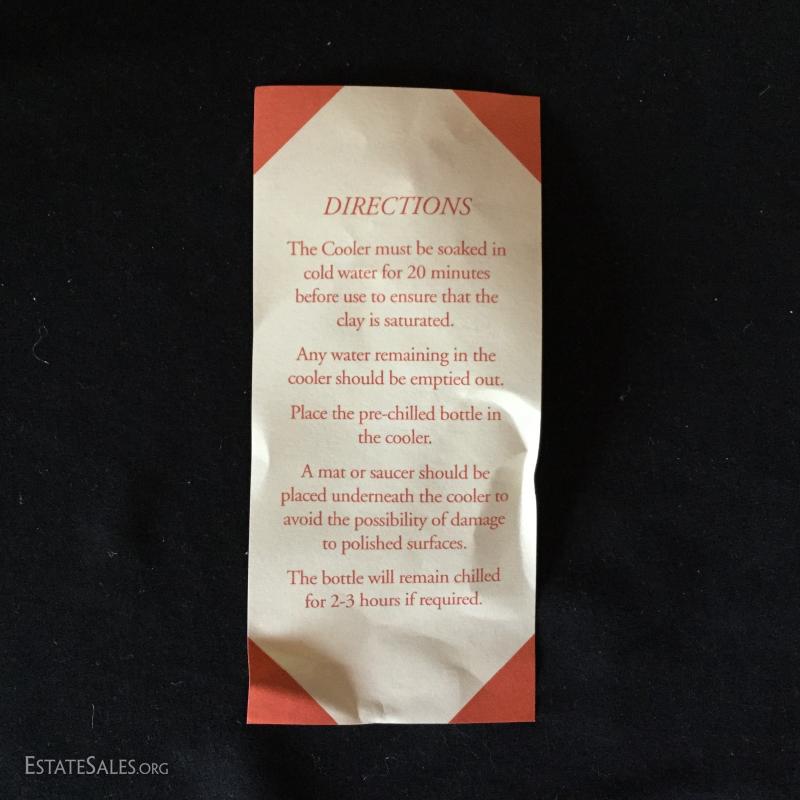 DIRECTIONS
The Cooler must be soaked in
cold water for 20 minutes
before use to ensure that the
clay is saturated.
Any water remaining in the
cooler should be emptied out.
Place the pre-chilled bottle in
the cooler.
A mat or saucer should be
placed underneath the cooler to
avoid the possibility of damage
to polished surfaces.
The bottle will remain chilled
for 2-3 hours if required.
ESTATESALES.ORG